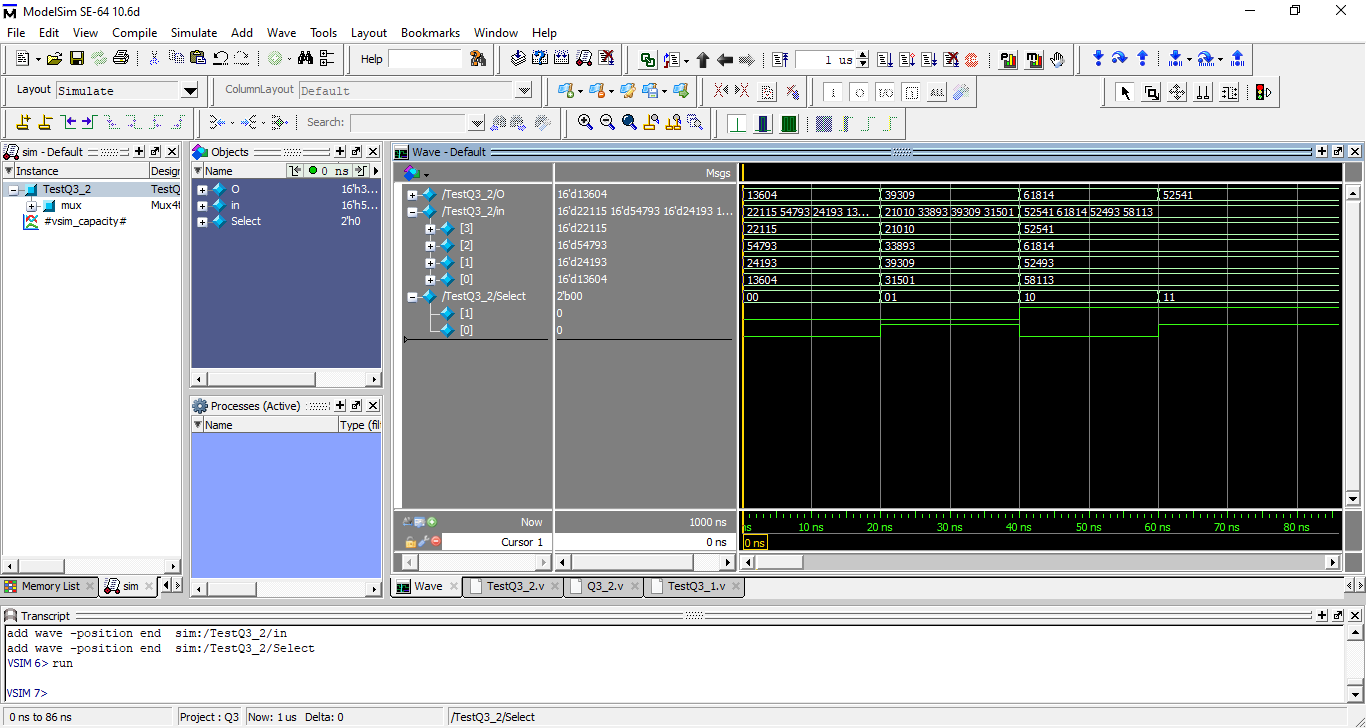 ModelSim SE-64 10.6d
File Edit View Compile Simulate Add Wave Tools Layout Bookmarks Window Help
Help 1 us
Layout Simulate ColumnLayout Default ALL
Search:
sim - Default Objects Wave - Default
Instance Design Name 0 ns Msgs
TestQ3_2 TestQ
mux Mux4t
#vsim_capacity#
O 16'h3...
in 16'h5...
Select 2'h0
/TestQ3_2/O 16'd13604 13604 39309 61814 52541
/TestQ3_2/in 16'd22115 16'd54793 16'd24193 1... 22115 54793 24193 13... 21010 33893 39309 31501 52541 61814 52493 58113
[3] 16'd22115 22115 21010 52541
[2] 16'd54793 54793 33893 61814
[1] 16'd24193 24193 39309 52493
[0] 16'd13604 13604 31501 58113
/TestQ3_2/Select 2'b00 00 01 10 11
[1] 0
[0] 0
Processes (Active)
Name Type (filt
Now 1000 ns ns 10 ns 20 ns 30 ns 40 ns 50 ns 60 ns 70 ns 80 ns
Cursor 1 0 ns 0 ns
Memory List sim Wave TestQ3_2.v Q3_2.v TestQ3_1.v
Transcript
add wave -position end sim:/TestQ3_2/in
add wave -position end sim:/TestQ3_2/Select
VSIM 6> run
VSIM 7>
0 ns to 86 ns Project : Q3 Now: 1 us Delta: 0 /TestQ3_2/Select